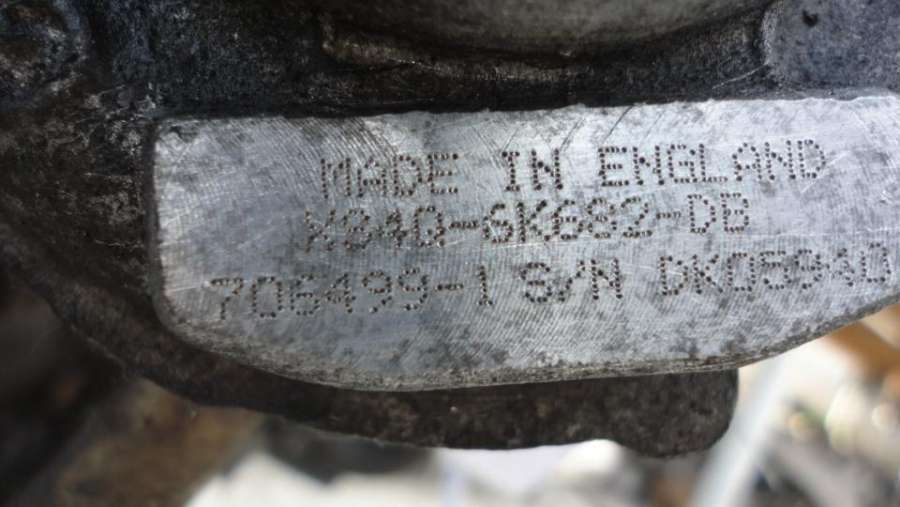 MADE IN ENGLAND
XS4Q-6K682-DB
706499-1 S/N DK05940